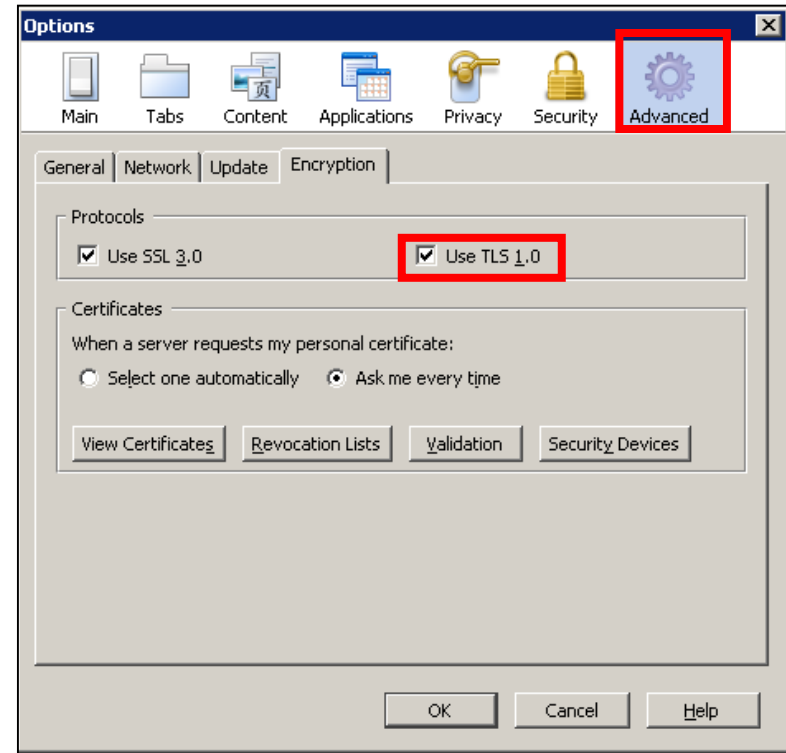 Options
Main Tabs Content Applications Privacy Security Advanced
页
General Network Update Encryption
Protocols
Use SSL 3.0 Use TLS 1.0
Certificates
When a server requests my personal certificate:
Select one automatically Ask me every time
View Certificates Revocation Lists Validation Security Devices
OK Cancel Help